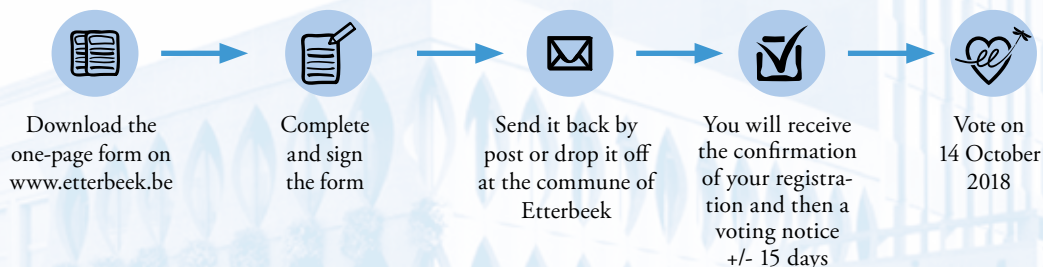 Download the
one-page form on
www.etterbeek.be
Complete
and sign
the form
Send it back by
post or drop it off
at the commune of
Etterbeek
You will receive
the confirmation
of your registra-
tion and then a
voting notice
+/- 15 days
ee
Vote on
14 October
2018